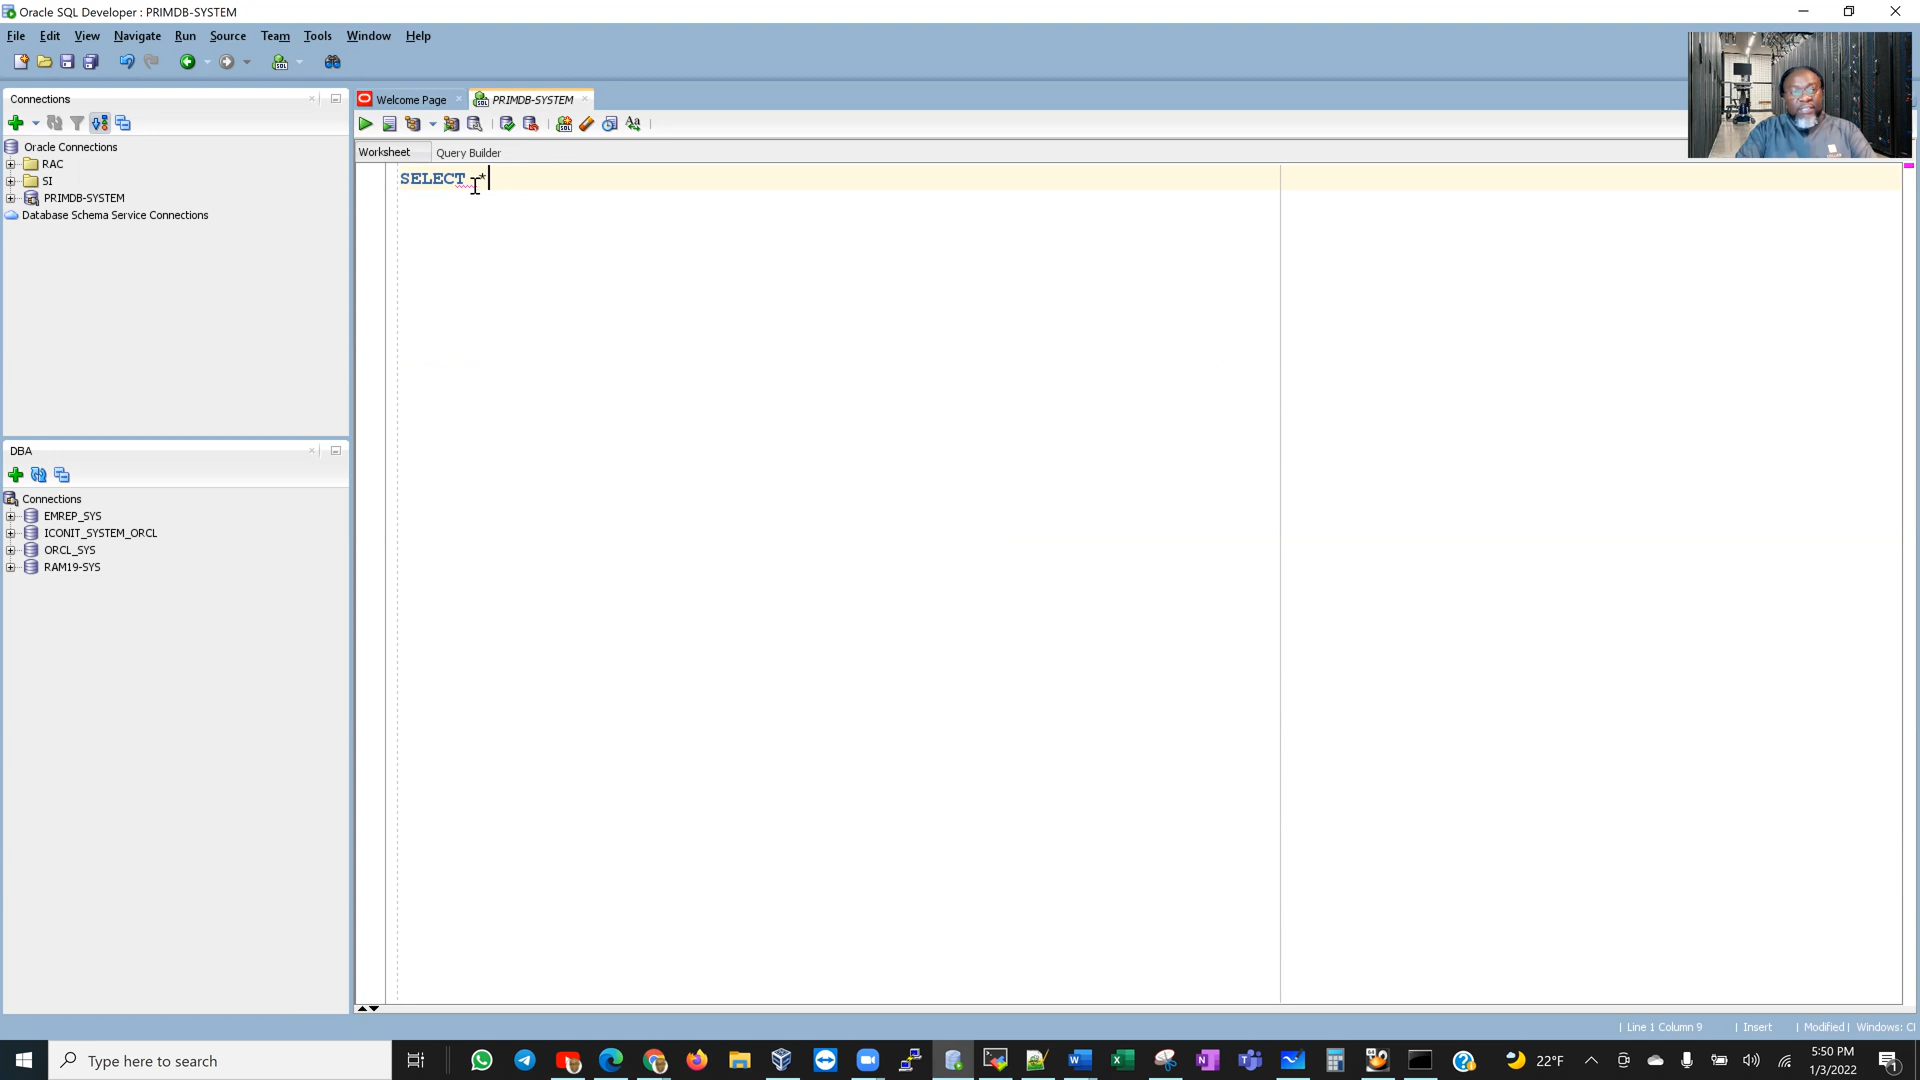 Oracle SQL Developer : PRIMDB-SYSTEM
File Edit View Navigate Run Source Team Tools Window Help
Connections
Oracle Connections
RAC
SI
PRIMDB-SYSTEM
Database Schema Service Connections
DBA
Connections
EMREP_SYS
ICONIT_SYSTEM_ORCL
ORCL_SYS
RAM19-SYS
Welcome Page
PRIMDB-SYSTEM
Worksheet
Query Builder
SELECT *
Line 1 Column 9 | Insert | Modified | Windows: Cl
Type here to search
22°F
5:50 PM
1/3/2022